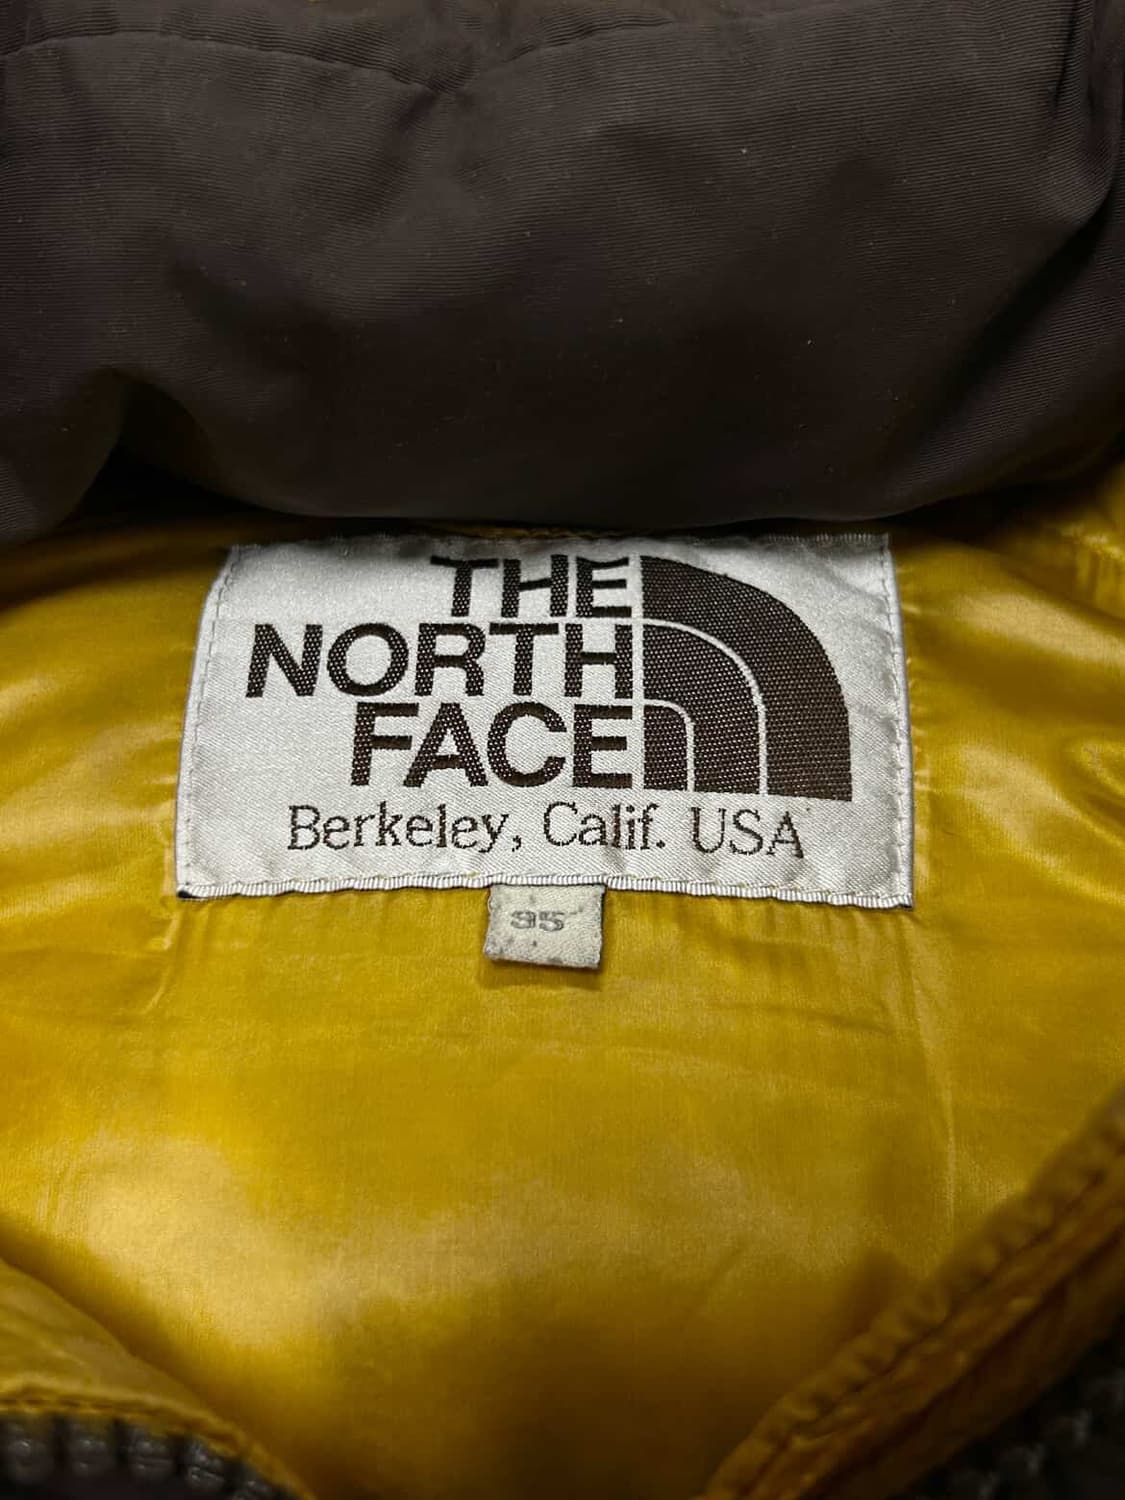 THE
NORTH
FACE
Berkeley, Calif. USA
95